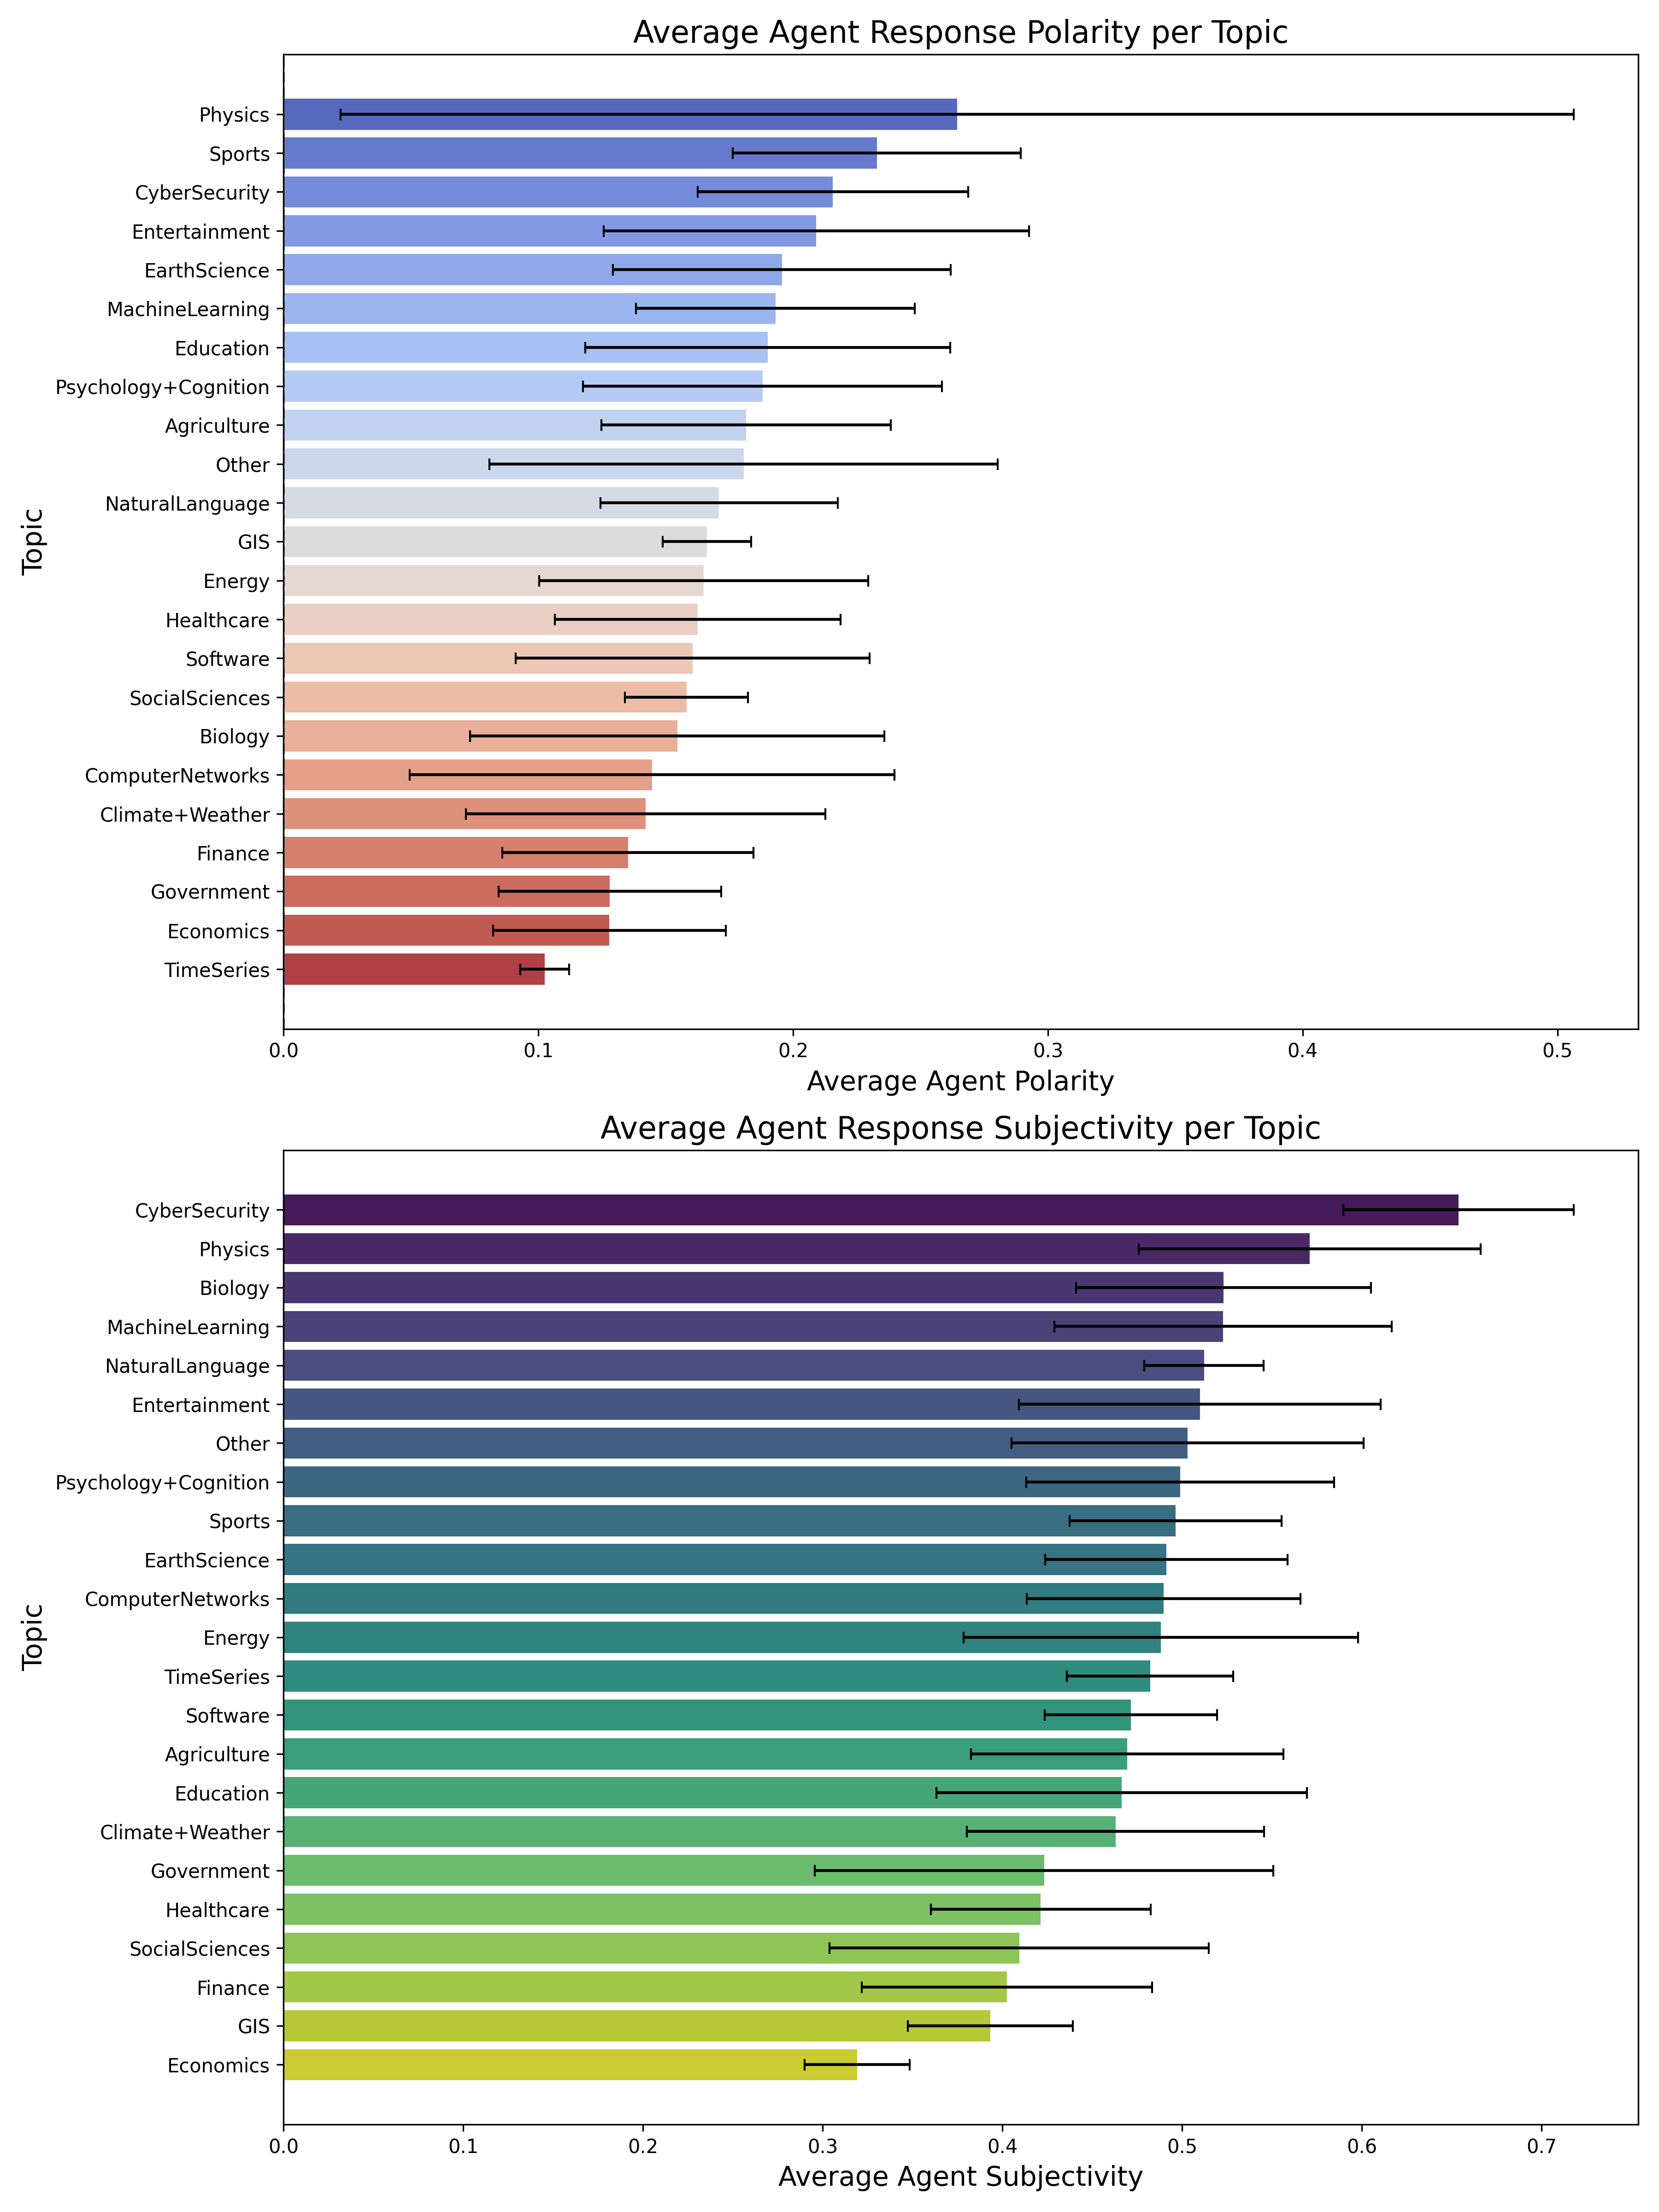 Average Agent Response Polarity per Topic
Topic
Physics
Sports
CyberSecurity
Entertainment
EarthScience
MachineLearning
Education
Psychology+Cognition
Agriculture
Other
NaturalLanguage
GIS
Energy
Healthcare
Software
SocialSciences
Biology
ComputerNetworks
Climate+Weather
Finance
Government
Economics
TimeSeries
0.0 0.1 0.2 0.3 0.4 0.5
Average Agent Polarity
Average Agent Response Subjectivity per Topic
Topic
CyberSecurity
Physics
Biology
MachineLearning
NaturalLanguage
Entertainment
Other
Psychology+Cognition
Sports
EarthScience
ComputerNetworks
Energy
TimeSeries
Software
Agriculture
Education
Climate+Weather
Government
Healthcare
SocialSciences
Finance
GIS
Economics
0.0 0.1 0.2 0.3 0.4 0.5 0.6 0.7
Average Agent Subjectivity